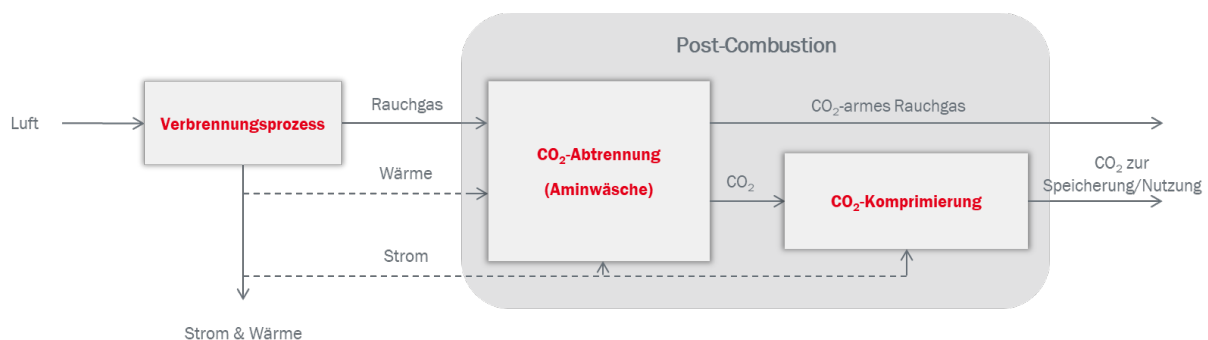 Post-Combustion
Luft
Verbrennungsprozess
Rauchgas
Wärme
Strom
Strom & Wärme
CO₂-Abtrennung
(Aminwäsche)
CO₂-armes Rauchgas
CO₂
CO₂-Komprimierung
CO₂ zur
Speicherung/Nutzung